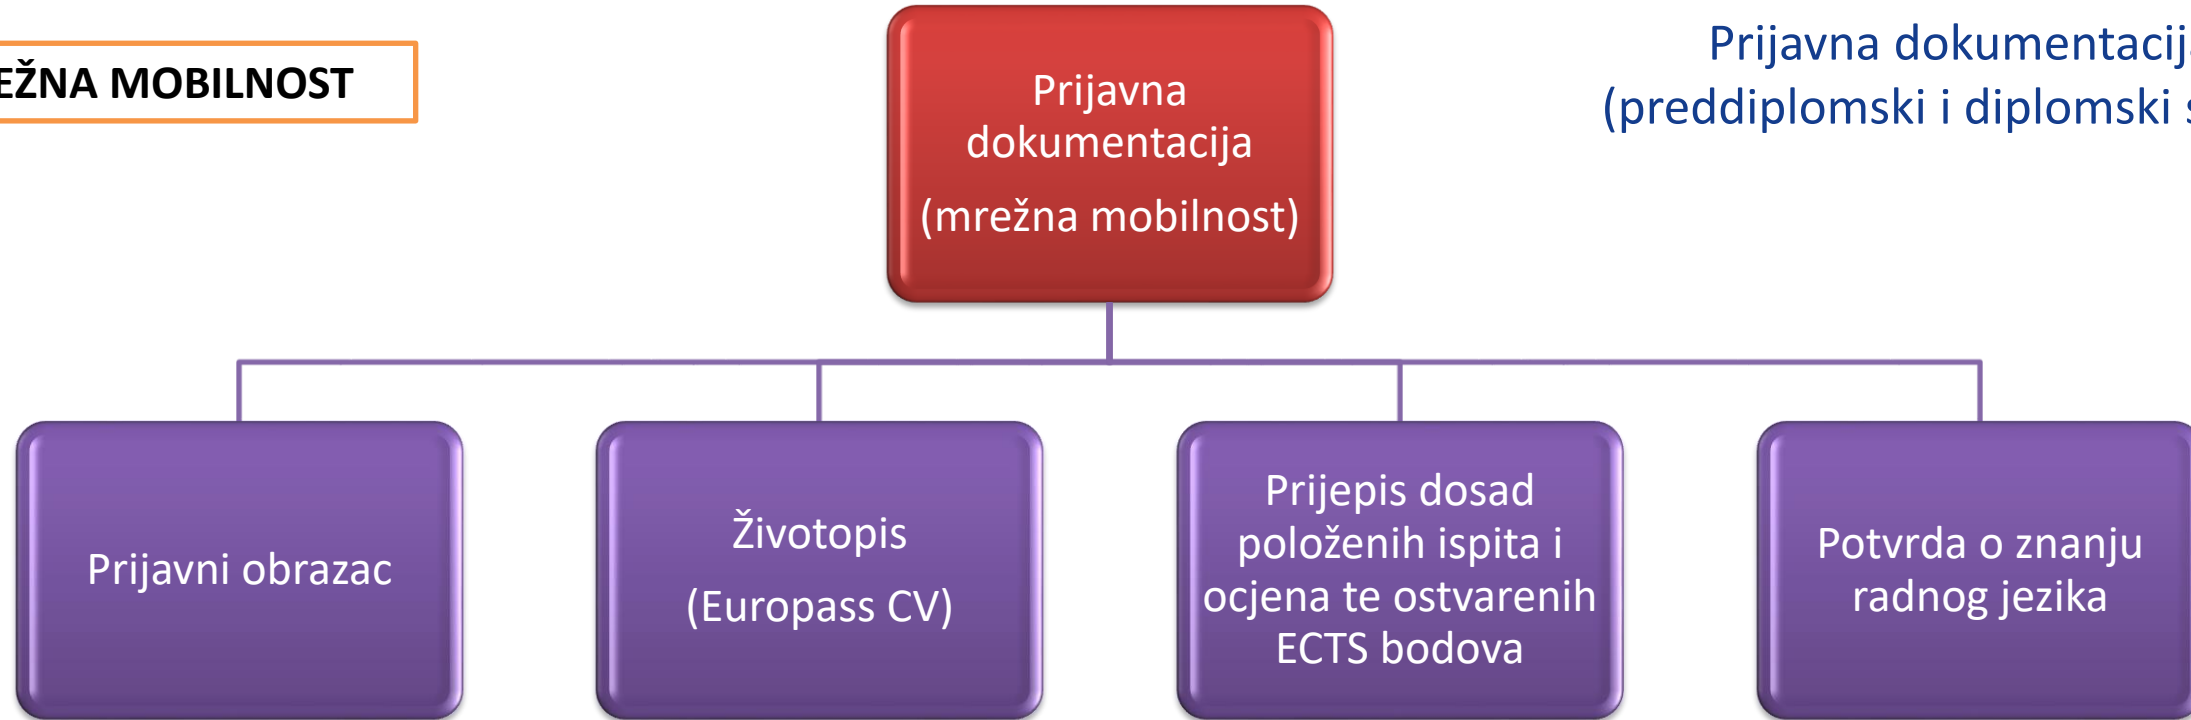 EŽNA MOBILNOST
Prijavna dokumentacija
(preddiplomski i diplomski
Prijavna
dokumentacija
(mrežna mobilnost)
Prijavni obrazac
Životopis
(Europass CV)
Prijepis dosad
položenih ispita i
ocjena te ostvarenih
ECTS bodova
Potvrda o znanju
radnog jezika